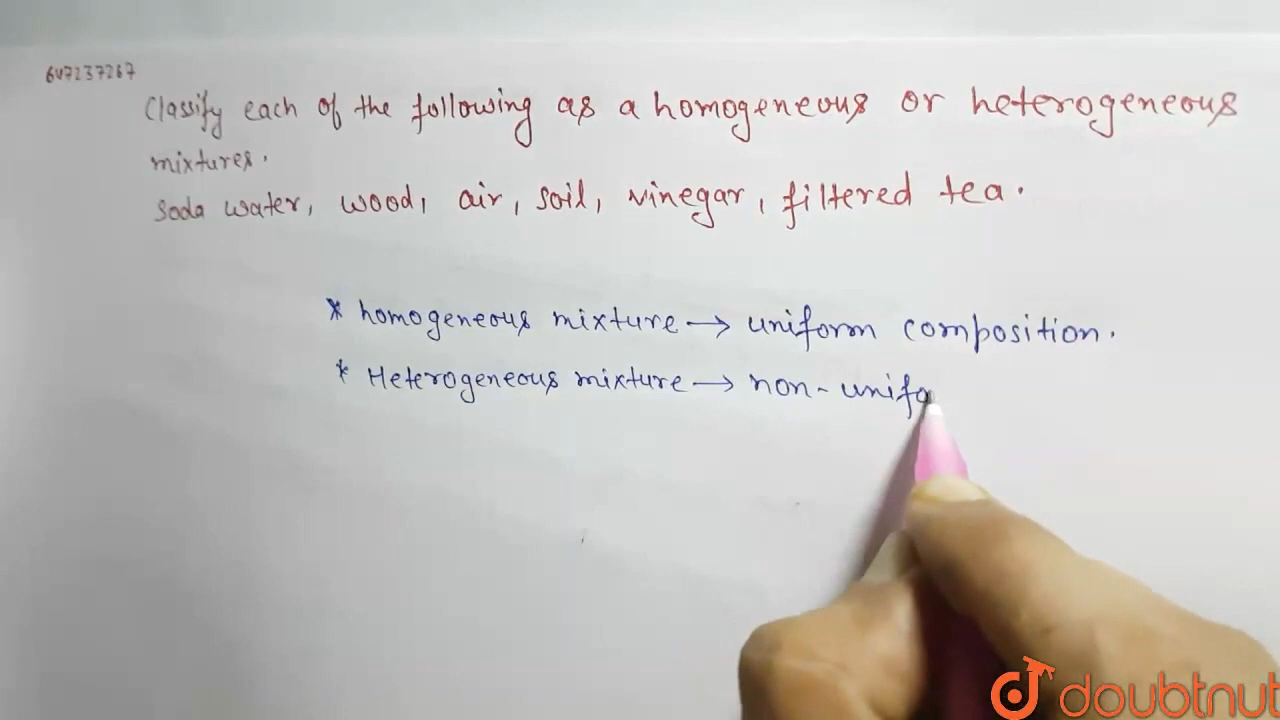 647237267
Classify each of the following as a homogeneous or heterogeneous
mixtures.
Soda water, wood, air, soil, vinegar, filtered tea.
* homogeneous mixture → uniform composition.
* Heterogeneous mixture → non-unifo
doubtnut